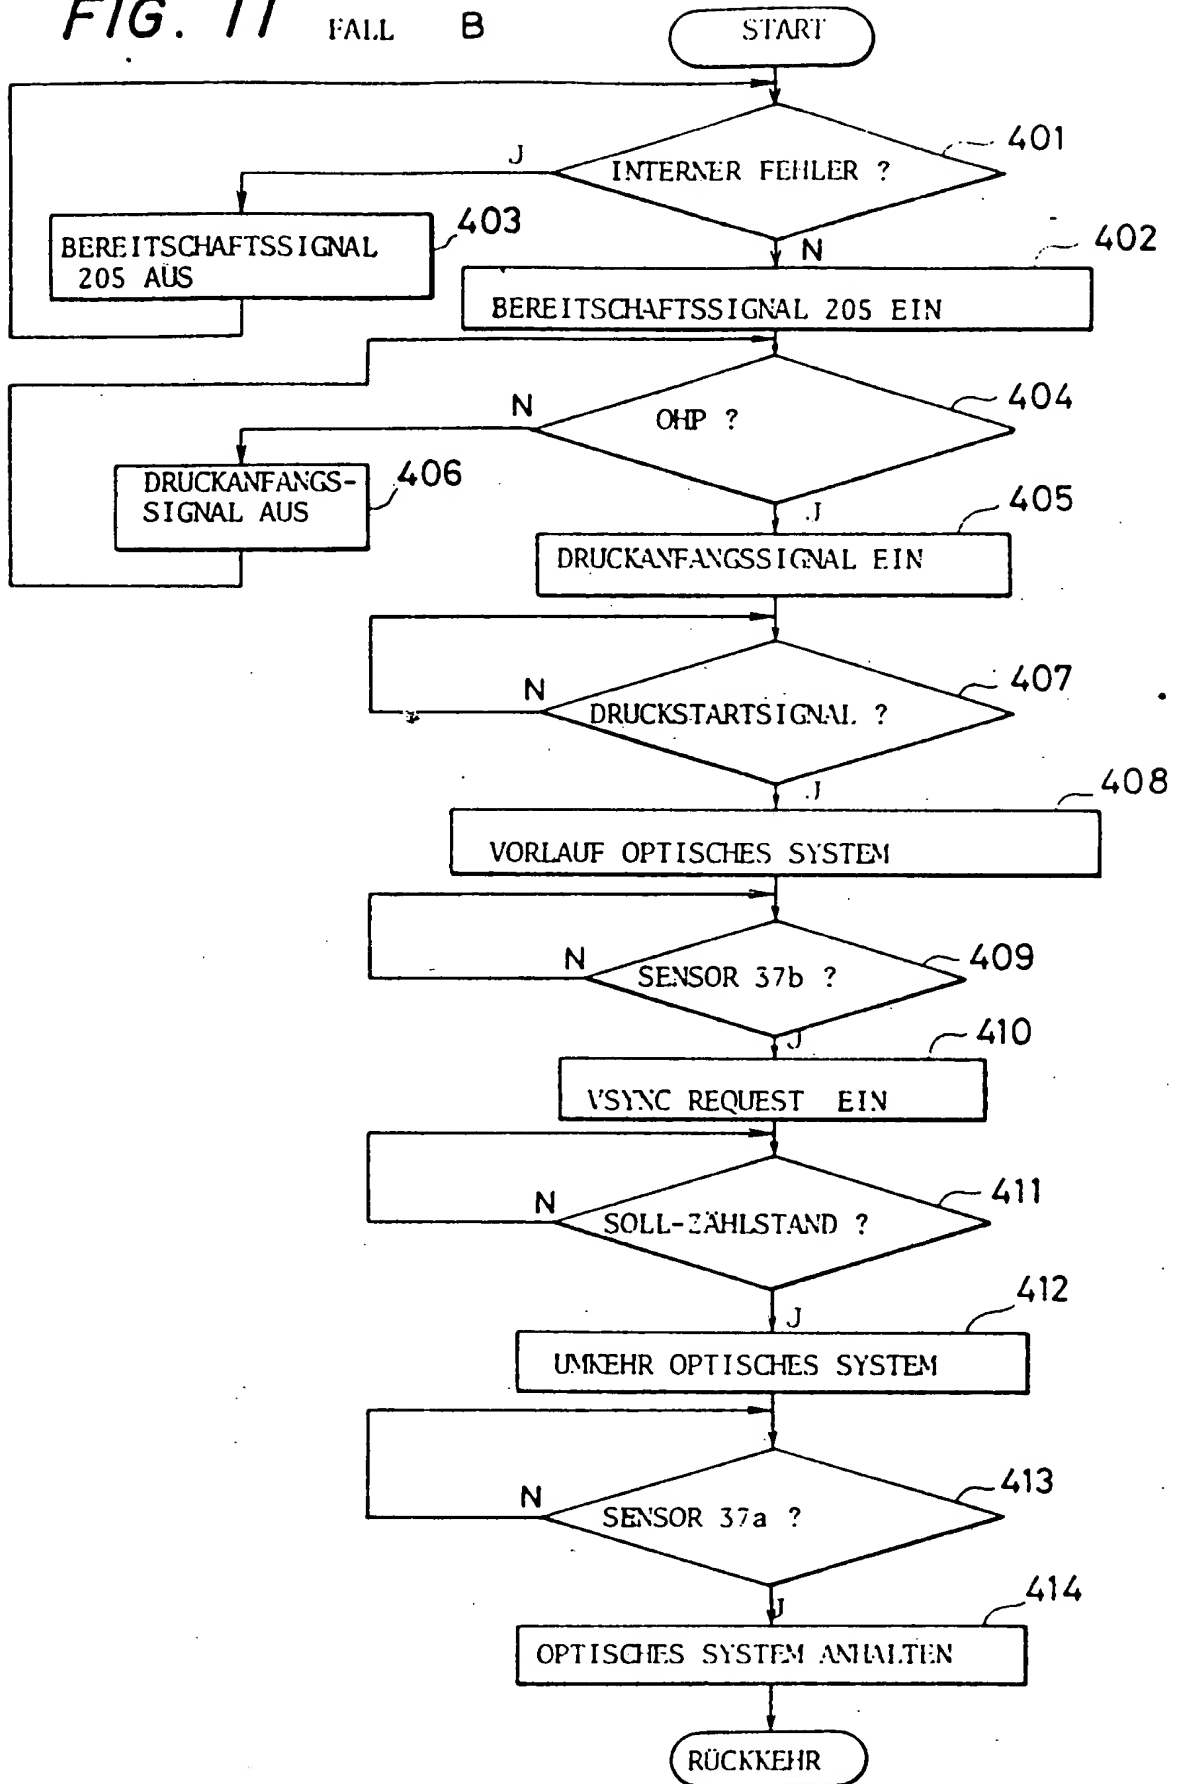 FIG. 11 FALL B
START
401
INTERNER FEHLER ?
J
N
403
BEREITSCHAFTSSIGNAL
205 AUS
402
BEREITSCHAFTSSIGNAL 205 EIN
404
OHP ?
N
J
406
DRUCKANFANGS-
SIGNAL AUS
405
DRUCKANFANGSSIGNAL EIN
407
N
DRUCKSTARTSIGNAL ?
J
408
VORLAUF OPTISCHES SYSTEM
409
N
SENSOR 37b ?
J
410
VSYNC REQUEST EIN
411
N
SOLL-ZÄHLSTAND ?
J
412
UMKEHR OPTISCHES SYSTEM
413
N
SENSOR 37a ?
J
414
OPTISCHES SYSTEM ANHALTEN
RÜCKKEHR